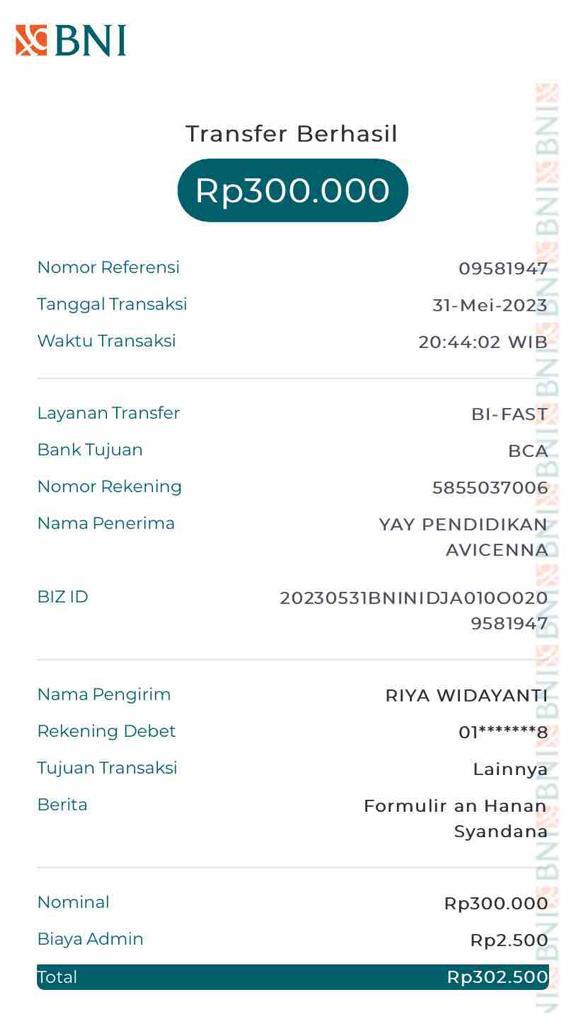 BNI
Transfer Berhasil
Rp300.000
Nomor Referensi 09581947
Tanggal Transaksi 31-Mei-2023
Waktu Transaksi 20:44:02 WIB
Layanan Transfer BI-FAST
Bank Tujuan BCA
Nomor Rekening 5855037006
Nama Penerima YAY PENDIDIKAN
AVICENNA
BIZ ID 20230531BNINIDJA010O020
9581947
Nama Pengirim RIYA WIDAYANTI
Rekening Debet 01*******8
Tujuan Transaksi Lainnya
Berita Formulir an Hanan
Syandana
Nominal Rp300.000
Biaya Admin Rp2.500
Total Rp302.500
BNI BNI BNI BNI BNI BNI BNI BNI BNI BNI